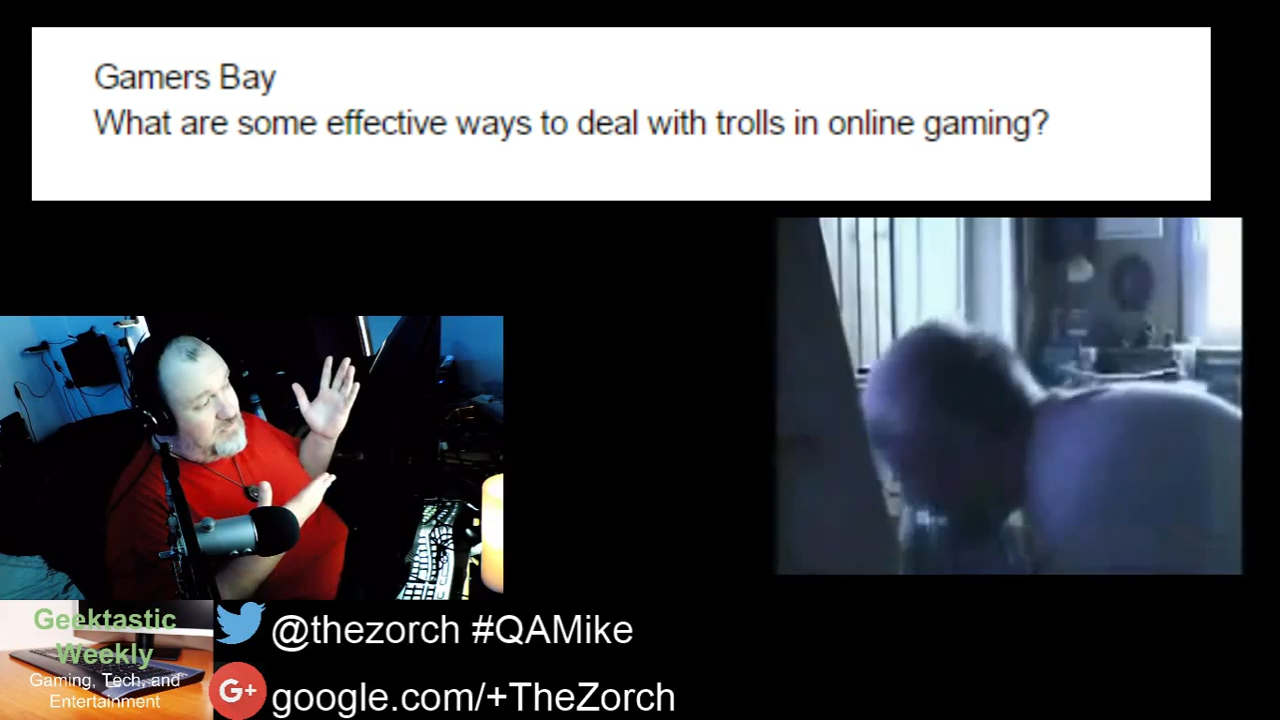 Gamers Bay
What are some effective ways to deal with trolls in online gaming?
Geektastic
Weekly
Gaming, Tech, and
Entertainment
@thezorch #QAMike
G+
google.com/+TheZorch